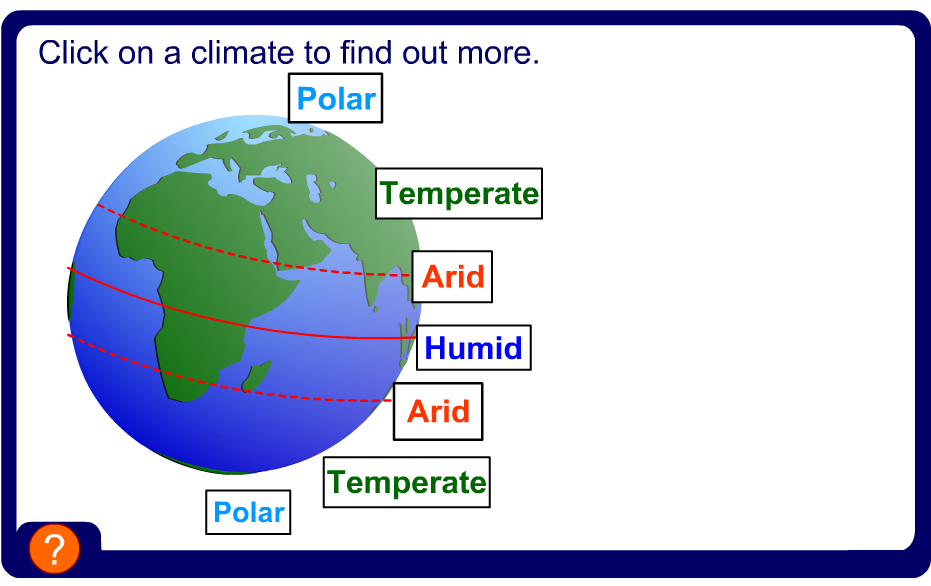 Click on a climate to find out more.
Polar
Temperate
Arid
Humid
Arid
Temperate
Polar
?